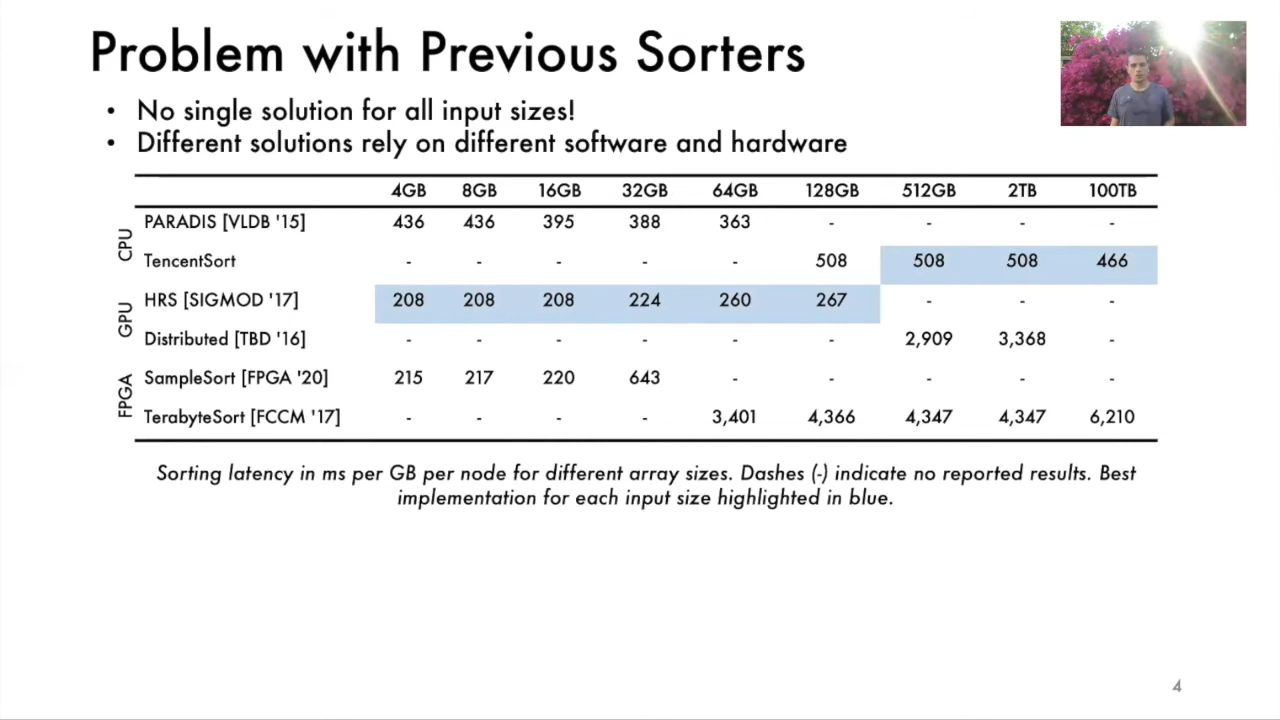 Problem with Previous Sorters
• No single solution for all input sizes!
• Different solutions rely on different software and hardware
4GB 8GB 16GB 32GB 64GB 128GB 512GB 2TB 100TB
CPU
PARADIS [VLDB '15] 436 436 395 388 363 - - - -
TencentSort - - - - - 508 508 508 466
GPU
HRS [SIGMOD '17] 208 208 208 224 260 267 - - -
Distributed [TBD '16] - - - - - - 2,909 3,368 -
FPGA
SampleSort [FPGA '20] 215 217 220 643 - - - - -
TerabyteSort [FCCM '17] - - - - 3,401 4,366 4,347 4,347 6,210
Sorting latency in ms per GB per node for different array sizes. Dashes (-) indicate no reported results. Best
implementation for each input size highlighted in blue.
4